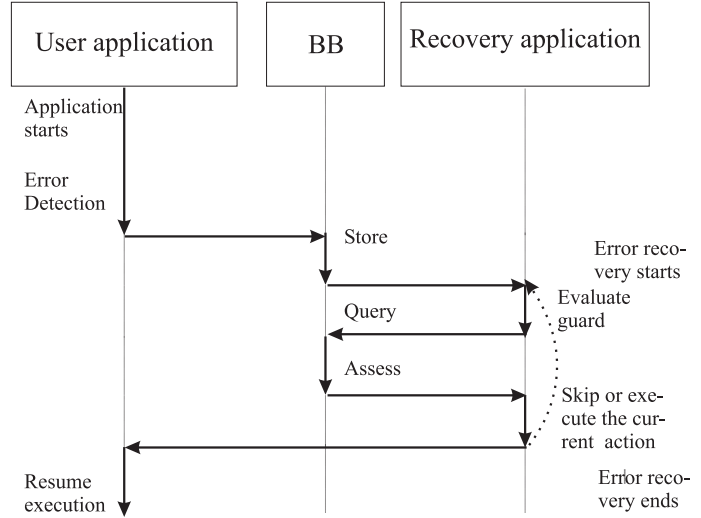 User application
BB
Recovery application
Application
starts
Error
Detection
Store
Error reco-
very starts
Evaluate
guard
Query
Assess
Skip or exe-
cute the cur-
rent action
Resume
execution
Error reco-
very ends